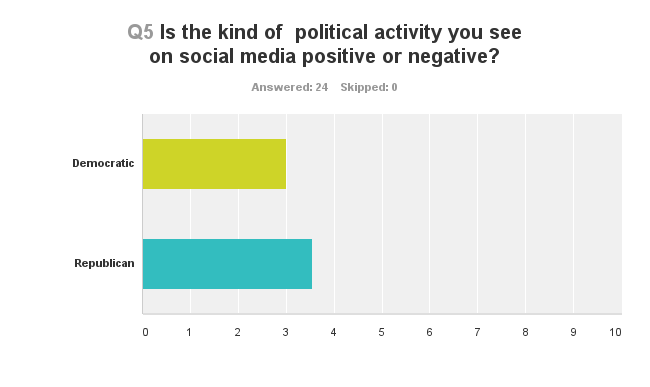 Q5 Is the kind of  political activity you see
on social media positive or negative?
Answered: 24    Skipped: 0
Democratic
Republican
0 1 2 3 4 5 6 7 8 9 10